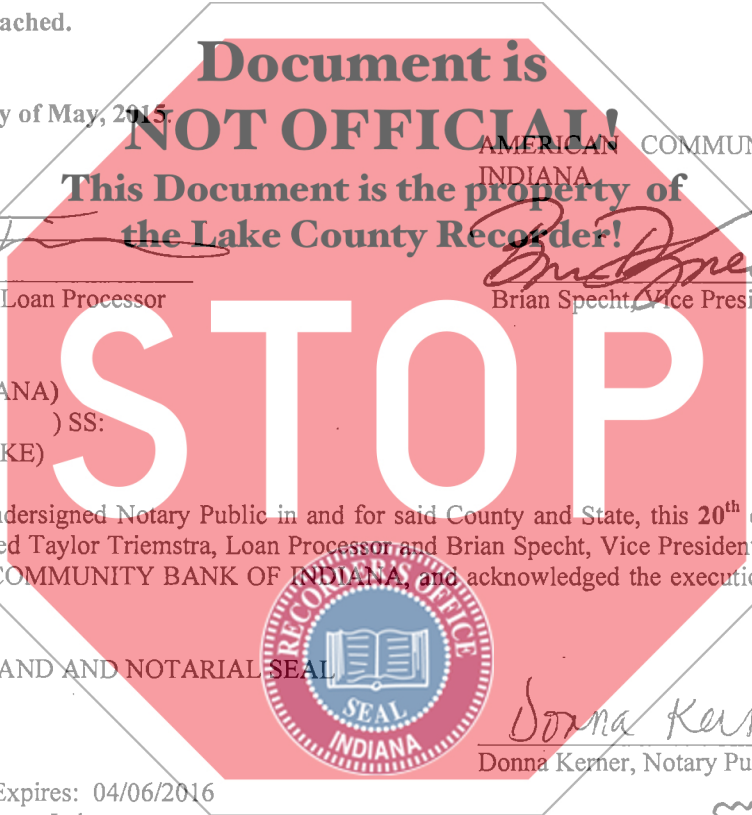 ached.
Document is
y of May, 2015.
NOT OFFICIAL!
AMERICAN COMMUN
INDIANA
This Document is the property of
the Lake County Recorder!
Loan Processor
Brian Specht, Vice Presi
STOP
ANA)
) SS:
KE)
ndersigned Notary Public in and for said County and State, this 20th
ed Taylor Triemstra, Loan Processor and Brian Specht, Vice Presiden
COMMUNITY BANK OF INDIANA, and acknowledged the executi
RECORDER'S OFFICE
AND AND NOTARIAL SEAL
SEAL
INDIANA
Donna Ker
Donna Kerner, Notary Pu
Expires: 04/06/2016